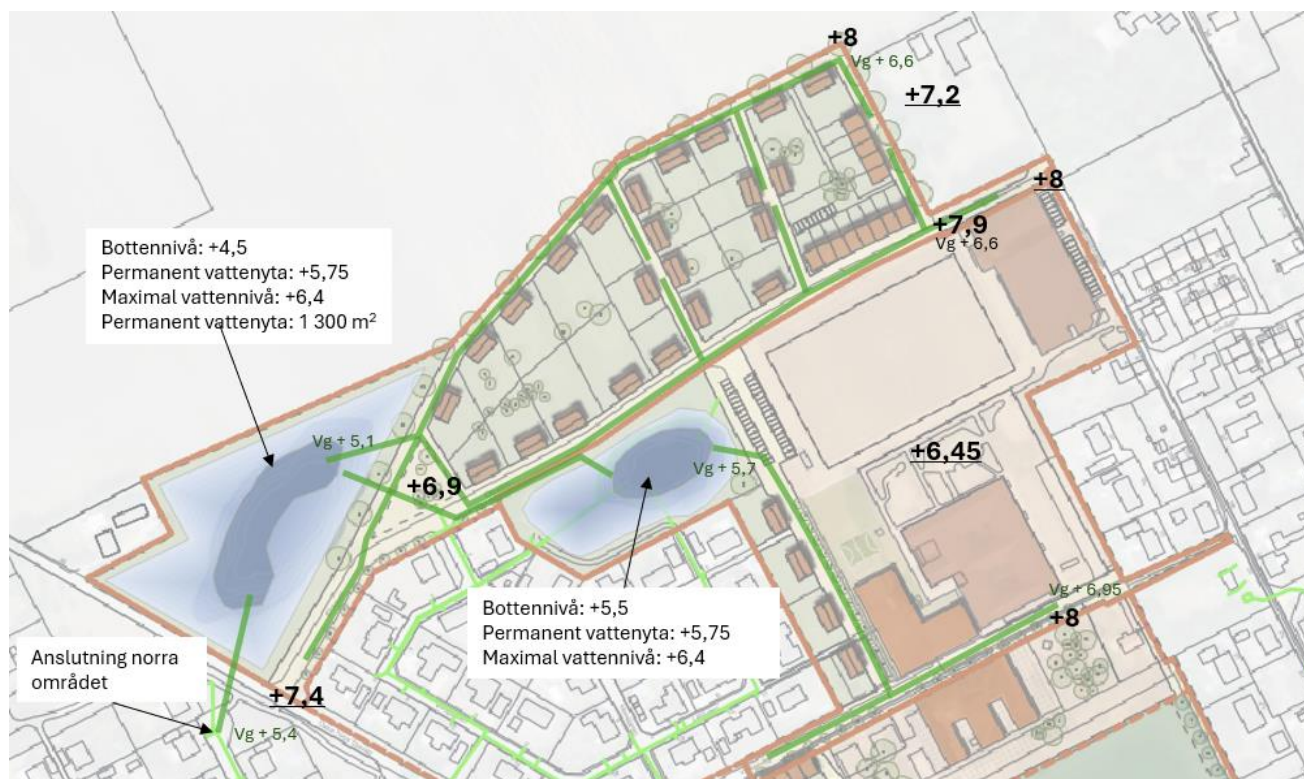 +8
Vg + 6,6
+7,2
+8
+7,9
Vg + 6,6
Bottennivå: +4,5
Permanent vattenyta: +5,75
Maximal vattennivå: +6,4
Permanent vattenyta: 1 300 m²
Vg + 5,1
+6,9
Vg + 5,7
+6,45
Bottennivå: +5,5
Permanent vattenyta: +5,75
Maximal vattennivå: +6,4
Vg + 6,95
+8
Anslutning norra
området
+7,4
Vg + 5,4